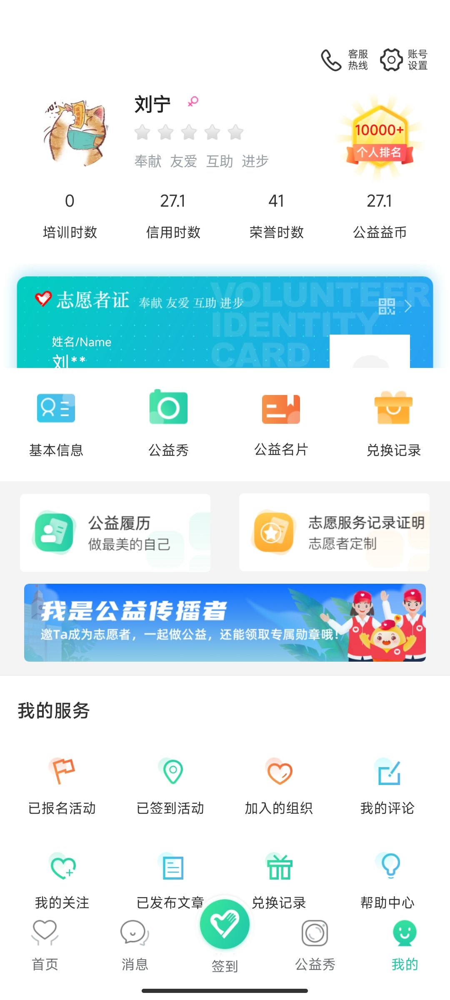 客服
热线
账号
设置
刘宁
10000+
个人排名
奉献 友爱 互助 进步
0 27.1 41 27.1
培训时数 信用时数 荣誉时数 公益益币
志愿者证 奉献 友爱 互助 进步
VOLUNTEER
IDENTITY
CARD
姓名/Name
刘**
基本信息 公益秀 公益名片 兑换记录
公益履历
做最美的自己
志愿服务记录证明
志愿者定制
我是公益传播者
邀Ta成为志愿者，一起做公益，还能领取专属勋章哦！
我的服务
已报名活动 已签到活动 加入的组织 我的评论
我的关注 已发布文章 兑换记录 帮助中心
首页 消息 签到 公益秀 我的